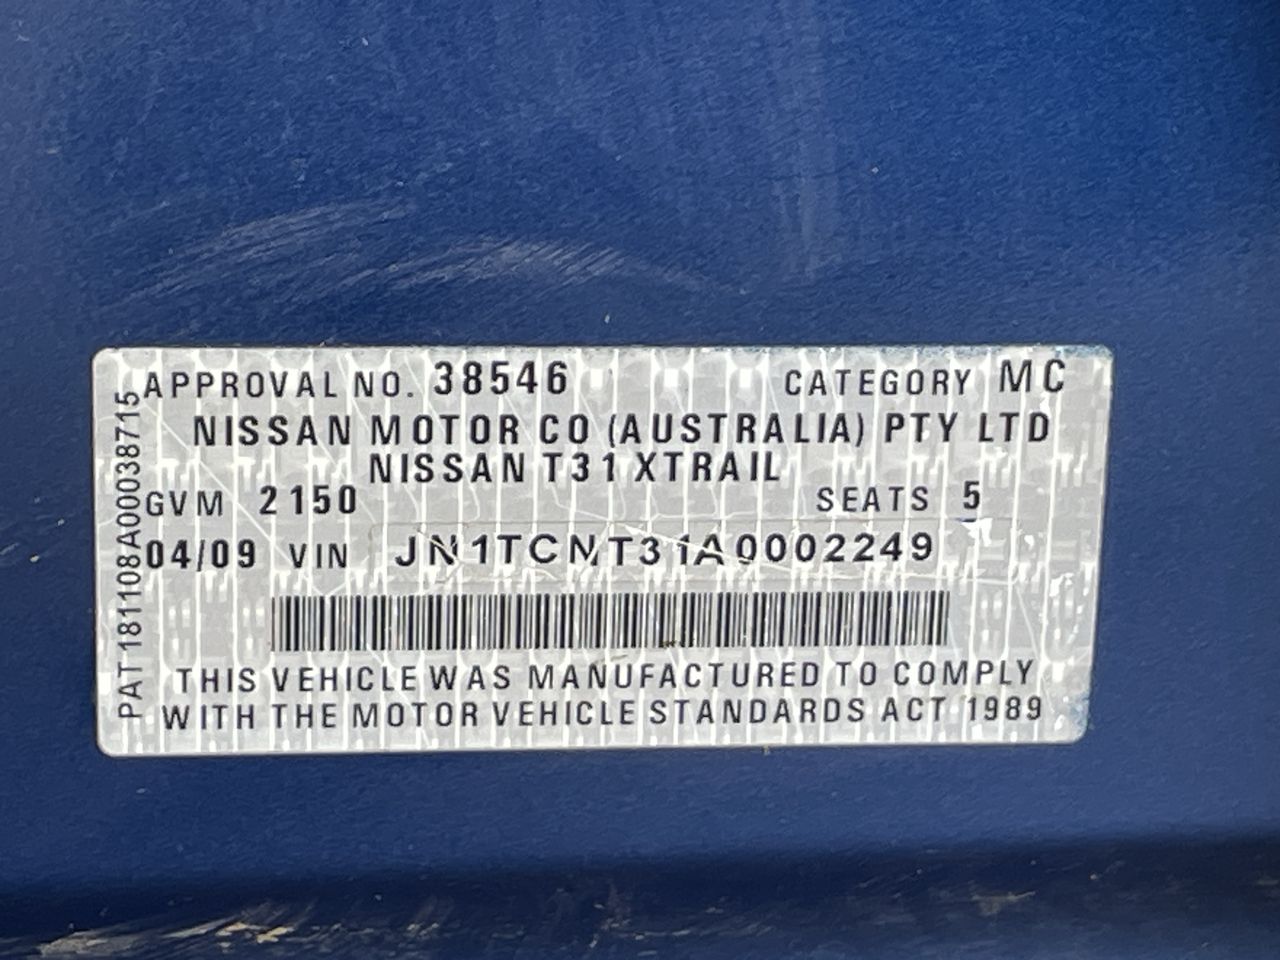 APPROVAL NO. 38546 CATEGORY MC
NISSAN MOTOR CO (AUSTRALIA) PTY LTD
NISSAN T31 XTRAIL
GVM 2150 SEATS 5
04/09 VIN JN1TCNT31A0002249
THIS VEHICLE WAS MANUFACTURED TO COMPLY
WITH THE MOTOR VEHICLE STANDARDS ACT 1989
PAT 181108A00038715